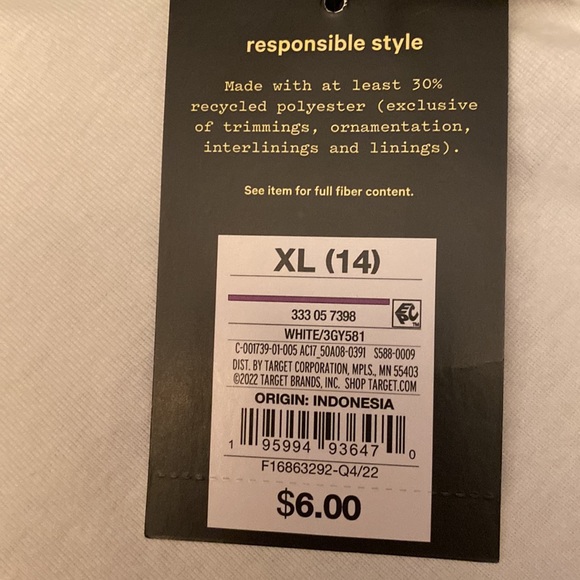 responsible style
Made with at least 30%
recycled polyester (exclusive
of trimmings, ornamentation,
interlinings and linings).
See item for full fiber content.
XL (14)
333 05 7398
WHITE/3GY581
C-001739-01-005 AC17_50A08-0391 S588-0009
DIST. BY TARGET CORPORATION, MPLS., MN 55403
©2022 TARGET BRANDS, INC. SHOP TARGET.COM
ORIGIN: INDONESIA
1 95994 93647 0
F16863292-Q4/22
$6.00